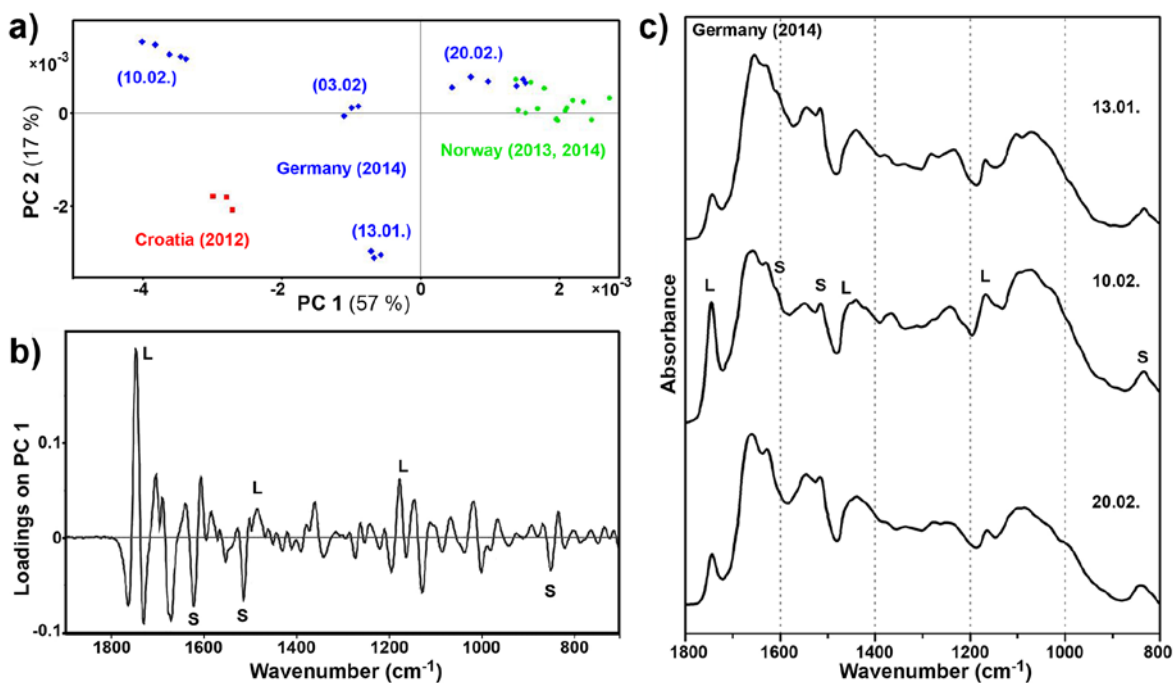 a)
×10⁻³
0
-2
PC 2 (17 %)
(10.02.)
(03.02)
(20.02.)
Norway (2013, 2014)
Germany (2014)
Croatia (2012)
(13.01.)
-4
-2
0
2
×10⁻³
PC 1 (57 %)
b)
L
L
L
S
S
S
0.1
0
-0.1
Loadings on PC 1
1800
1600
1400
1200
1000
800
Wavenumber (cm⁻¹)
c)
Germany (2014)
13.01.
10.02.
L
S
S
L
L
S
20.02.
Absorbance
1800
1600
1400
1200
1000
800
Wavenumber (cm⁻¹)